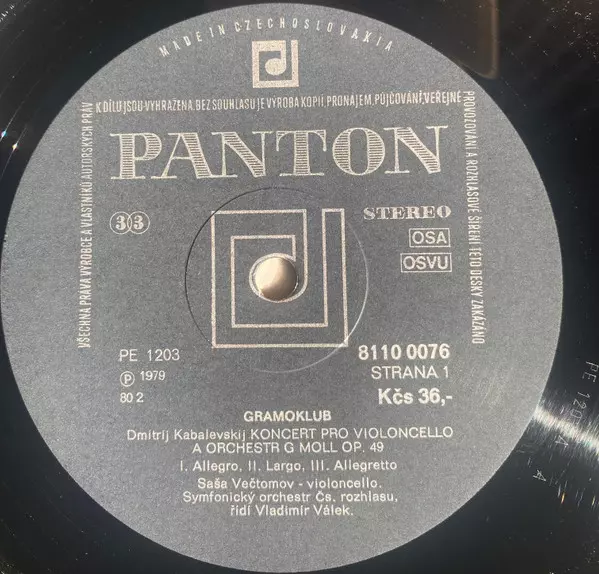 MADE IN CZECHOSLOVAKIA
VŠECHNA PRÁVA VÝROBCE A VLASTNÍKŮ AUTORSKÝCH PRÁV
K DÍLU JSOU VYHRAŽENA. BEZ SOUHLASU JE VÝROBA KOPIÍ, PRONÁJEM, PŮJČOVÁNÍ, VEŘEJNÉ
PROVOZOVÁNÍ A ROZHLASOVÉ ŠÍŘENÍ TÉTO DESKY ZAKÁZÁNO
PANTON
33
STEREO
OSA
OSVU
PE 1203
8110 0076
Ⓟ 1979
STRANA 1
80 2
Kčs 36,-
GRAMOKLUB
Dmitrij Kabalevskij KONCERT PRO VIOLONCELLO
A ORCHESTR G MOLL OP. 49
I. Allegro, II. Largo, III. Allegretto
Saša Večtomov - violoncello.
Symfonický orchestr Čs. rozhlasu,
řídí Vladimír Válek.